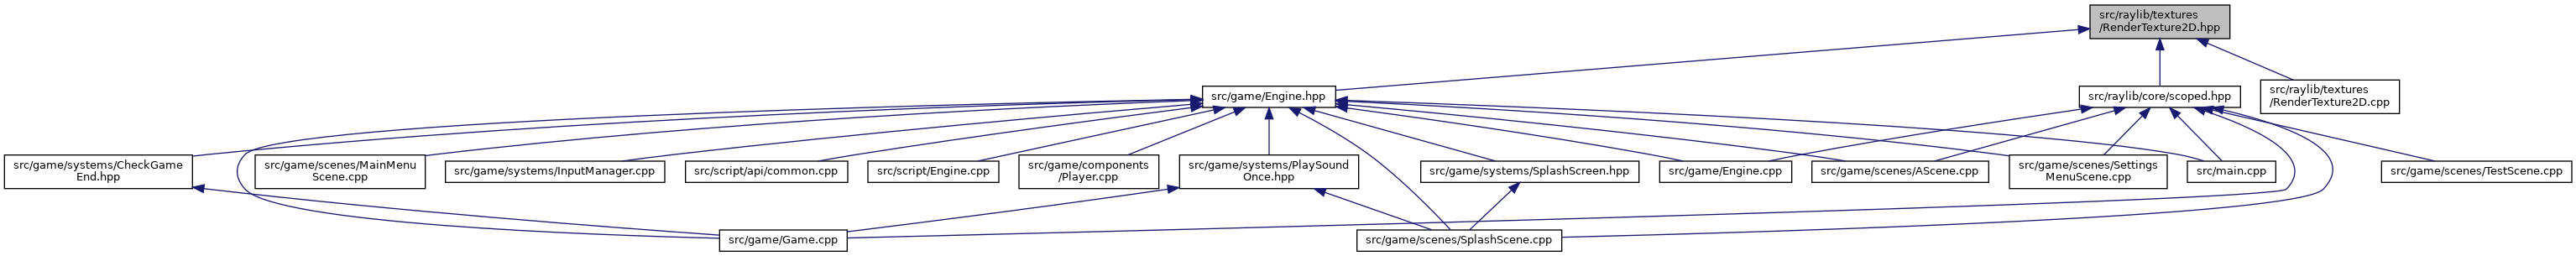 src/raylib/textures
/RenderTexture2D.hpp
src/game/Engine.hpp
src/raylib/core/scoped.hpp
src/raylib/textures
/RenderTexture2D.cpp
src/game/systems/CheckGame
End.hpp
src/game/scenes/MainMenu
Scene.cpp
src/game/systems/InputManager.cpp
src/script/api/common.cpp
src/script/Engine.cpp
src/game/components
/Player.cpp
src/game/systems/PlaySound
Once.hpp
src/game/systems/SplashScreen.hpp
src/game/Engine.cpp
src/game/scenes/AScene.cpp
src/game/scenes/Settings
MenuScene.cpp
src/main.cpp
src/game/scenes/TestScene.cpp
src/game/Game.cpp
src/game/scenes/SplashScene.cpp